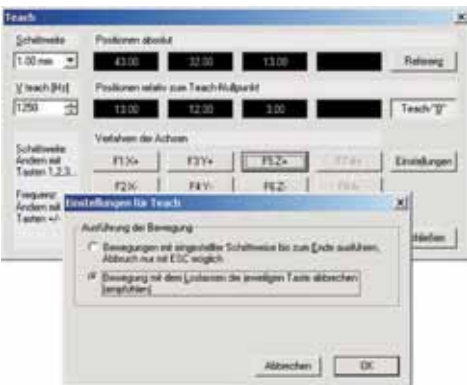 Teach
Schrittweite
Positionen absolut
1.00 mm
43.00 32.00 13.00
Referenz
V teach [Hz]
Positionen relativ zum Teach-Nullpunkt
1250
13.00 12.00 3.00
Teach-"0"
Verfahren der Achsen
Schrittweite:
Ändern mit
Tasten 1,2,3...
F1:X+ F3:Y+ F5:Z+
Einstellungen
F2:X- F4:Y- F6:Z-
Frequenz:
Ändern mit
Tasten +/-
Einstellungen für Teach
Ausführung der Bewegung
Bewegungen mit eingestellter Schrittweise bis zum Ende ausführen.
Abbruch nur mit ESC möglich
Bewegung mit dem Loslassen der jeweiligen Taste abbrechen
(empfohlen)
Abbrechen OK